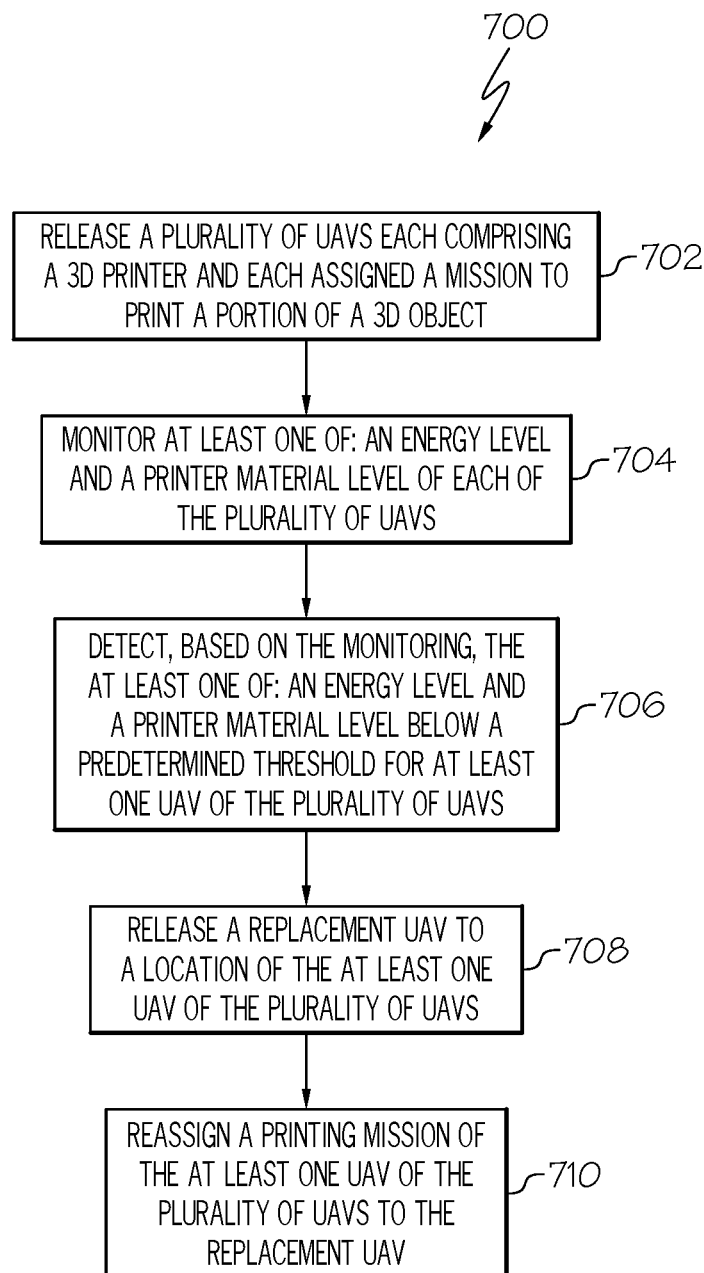 700
RELEASE A PLURALITY OF UAVS EACH COMPRISING
A 3D PRINTER AND EACH ASSIGNED A MISSION TO
PRINT A PORTION OF A 3D OBJECT
702
MONITOR AT LEAST ONE OF: AN ENERGY LEVEL
AND A PRINTER MATERIAL LEVEL OF EACH OF
THE PLURALITY OF UAVS
704
DETECT, BASED ON THE MONITORING, THE
AT LEAST ONE OF: AN ENERGY LEVEL AND
A PRINTER MATERIAL LEVEL BELOW A
PREDETERMINED THRESHOLD FOR AT LEAST
ONE UAV OF THE PLURALITY OF UAVS
706
RELEASE A REPLACEMENT UAV TO
A LOCATION OF THE AT LEAST ONE
UAV OF THE PLURALITY OF UAVS
708
REASSIGN A PRINTING MISSION OF
THE AT LEAST ONE UAV OF THE
PLURALITY OF UAVS TO THE
REPLACEMENT UAV
710